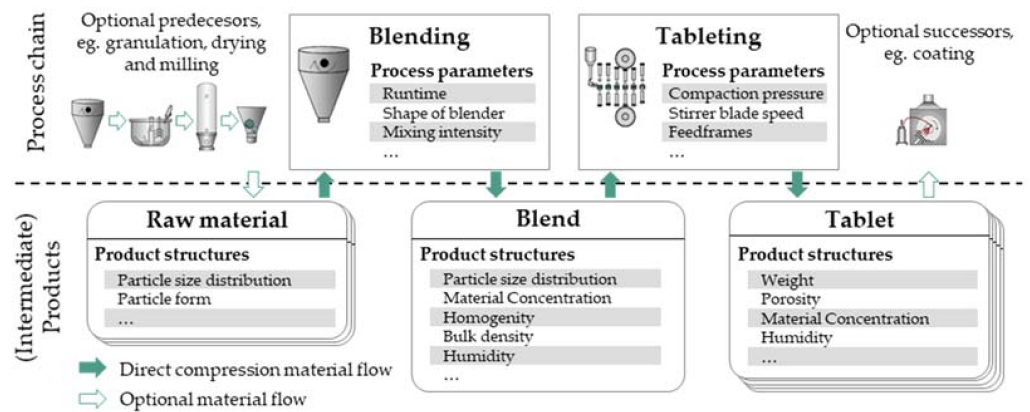 Process chain
Optional predecesors,
eg. granulation, drying
and milling
Blending
Process parameters
Runtime
Shape of blender
Mixing intensity
...
Tableting
Process parameters
Compaction pressure
Stirrer blade speed
Feedframes
...
Optional successors,
eg. coating
(Intermediate)
Products
Raw material
Product structures
Particle size distribution
Particle form
...
Blend
Product structures
Particle size distribution
Material Concentration
Homogenity
Bulk density
Humidity
...
Tablet
Product structures
Weight
Porosity
Material Concentration
Humidity
...
Direct compression material flow
Optional material flow